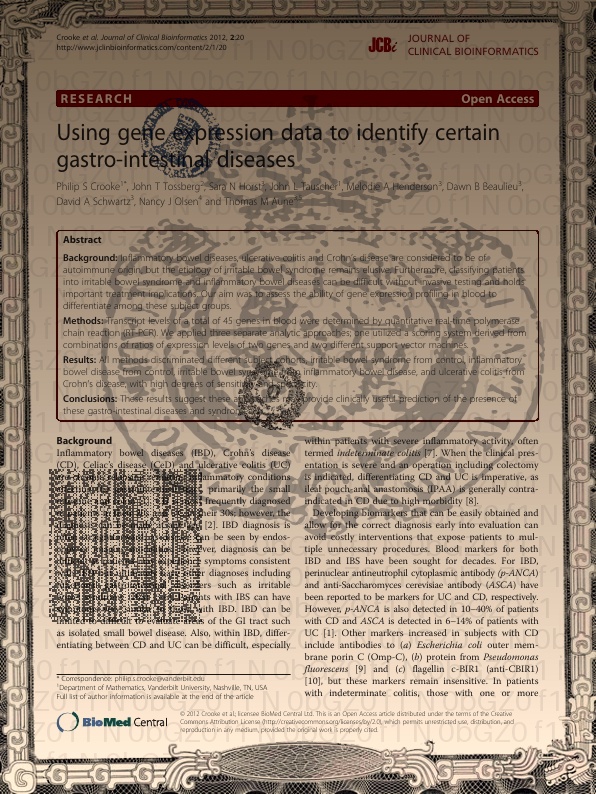 Crooke et al. Journal of Clinical Bioinformatics 2012, 2:20
http://www.jclinbioinformatics.com/content/2/1/20
JCBi JOURNAL OF
CLINICAL BIOINFORMATICS
RESEARCH Open Access
Using gene expression data to identify certain
gastro-intestinal diseases
Philip S Crooke1*, John T Tossberg2, Sara N Horst3, John L Tauscher3, Melodie A Henderson3, Dawn B Beaulieu3,
David A Schwartz3, Nancy J Olsen4 and Thomas M Aune
Abstract
Background: Inflammatory bowel diseases, ulcerative colitis and Crohn's disease are considered to be of
autoimmune origin, but the etiology of irritable bowel syndrome remains elusive. Furthermore, classifying patients
into irritable bowel syndrome and inflammatory bowel diseases can be difficult without invasive testing and holds
important treatment implications. Our aim was to assess the ability of gene expression profiling in blood to
differentiate among these subject groups.
Methods: Transcript levels of a total of 45 genes in blood were determined by quantitative real-time polymerase
chain reaction (RT-PCR). We applied three separate analytic approaches; one utilized a scoring system derived from
combinations of ratios of expression levels of two genes and two different support vector machines.
Results: All methods discriminated different subject cohorts, irritable bowel syndrome from control, inflammatory
bowel disease from control, irritable bowel syndrome from inflammatory bowel disease, and ulcerative colitis from
Crohn's disease, with high degrees of sensitivity and specificity.
Conclusions: These results suggest these approaches may provide clinically useful prediction of the presence of
these gastro-intestinal diseases and syndromes.
Background
Inflammatory bowel diseases (IBD), Crohn's disease
(CD), Celiac's disease (CeD) and ulcerative colitis (UC)
inflammatory conditions
primarily the small
frequently diagnosed
their 30s; however, the
[2]. IBD diagnosis is
can be seen by endos-
however, diagnosis can be
symptoms consistent
other diagnoses including
such as irritable
patients with IBS can have
with IBD. IBD can be
limited to difficult to evaluate areas of the GI tract such
as isolated small bowel disease. Also, within IBD, differ-
entiating between CD and UC can be difficult, especially
* Correspondence: philip.s.crooke@vanderbilt.edu
1Department of Mathematics, Vanderbilt University, Nashville, TN, USA
Full list of author information is available at the end of the article
within patients with severe inflammatory activity, often
termed indeterminate colitis [7]. When the clinical pres-
entation is severe and an operation including colectomy
is indicated, differentiating CD and UC is imperative, as
ileal pouch-anal anastomosis (IPAA) is generally contra-
indicated in CD due to high morbidity [8].
Developing biomarkers that can be easily obtained and
allow for the correct diagnosis early into evaluation can
avoid costly interventions that expose patients to mul-
tiple unnecessary procedures. Blood markers for both
IBD and IBS have been sought for decades. For IBD,
perinuclear antineutrophil cytoplasmic antibody (p-ANCA)
and anti-Saccharomyces cerevisiae antibody (ASCA) have
been reported to be markers for UC and CD, respectively.
However, p-ANCA is also detected in 10–40% of patients
with CD and ASCA is detected in 6–14% of patients with
UC [1]. Other markers increased in subjects with CD
include antibodies to (a) Escherichia coli outer mem-
brane porin C (Omp-C), (b) protein from Pseudomonas
fluorescens [9] and (c) flagellin c-BIR1 (anti-CBIR1)
[10], but these markers remain insensitive. In patients
with indeterminate colitis, those with one or more
BioMed Central
© 2012 Crooke et al.; licensee BioMed Central Ltd. This is an Open Access article distributed under the terms of the Creative
Commons Attribution License (http://creativecommons.org/licenses/by/2.0), which permits unrestricted use, distribution, and
reproduction in any medium, provided the original work is properly cited.